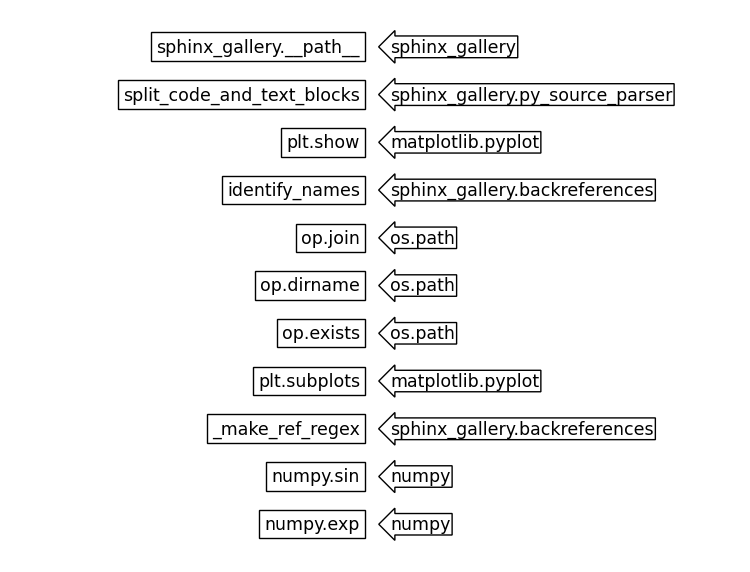 sphinx_gallery.__path__ sphinx_gallery
split_code_and_text_blocks sphinx_gallery.py_source_parser
plt.show matplotlib.pyplot
identify_names sphinx_gallery.backreferences
op.join os.path
op.dirname os.path
op.exists os.path
plt.subplots matplotlib.pyplot
_make_ref_regex sphinx_gallery.backreferences
numpy.sin numpy
numpy.exp numpy